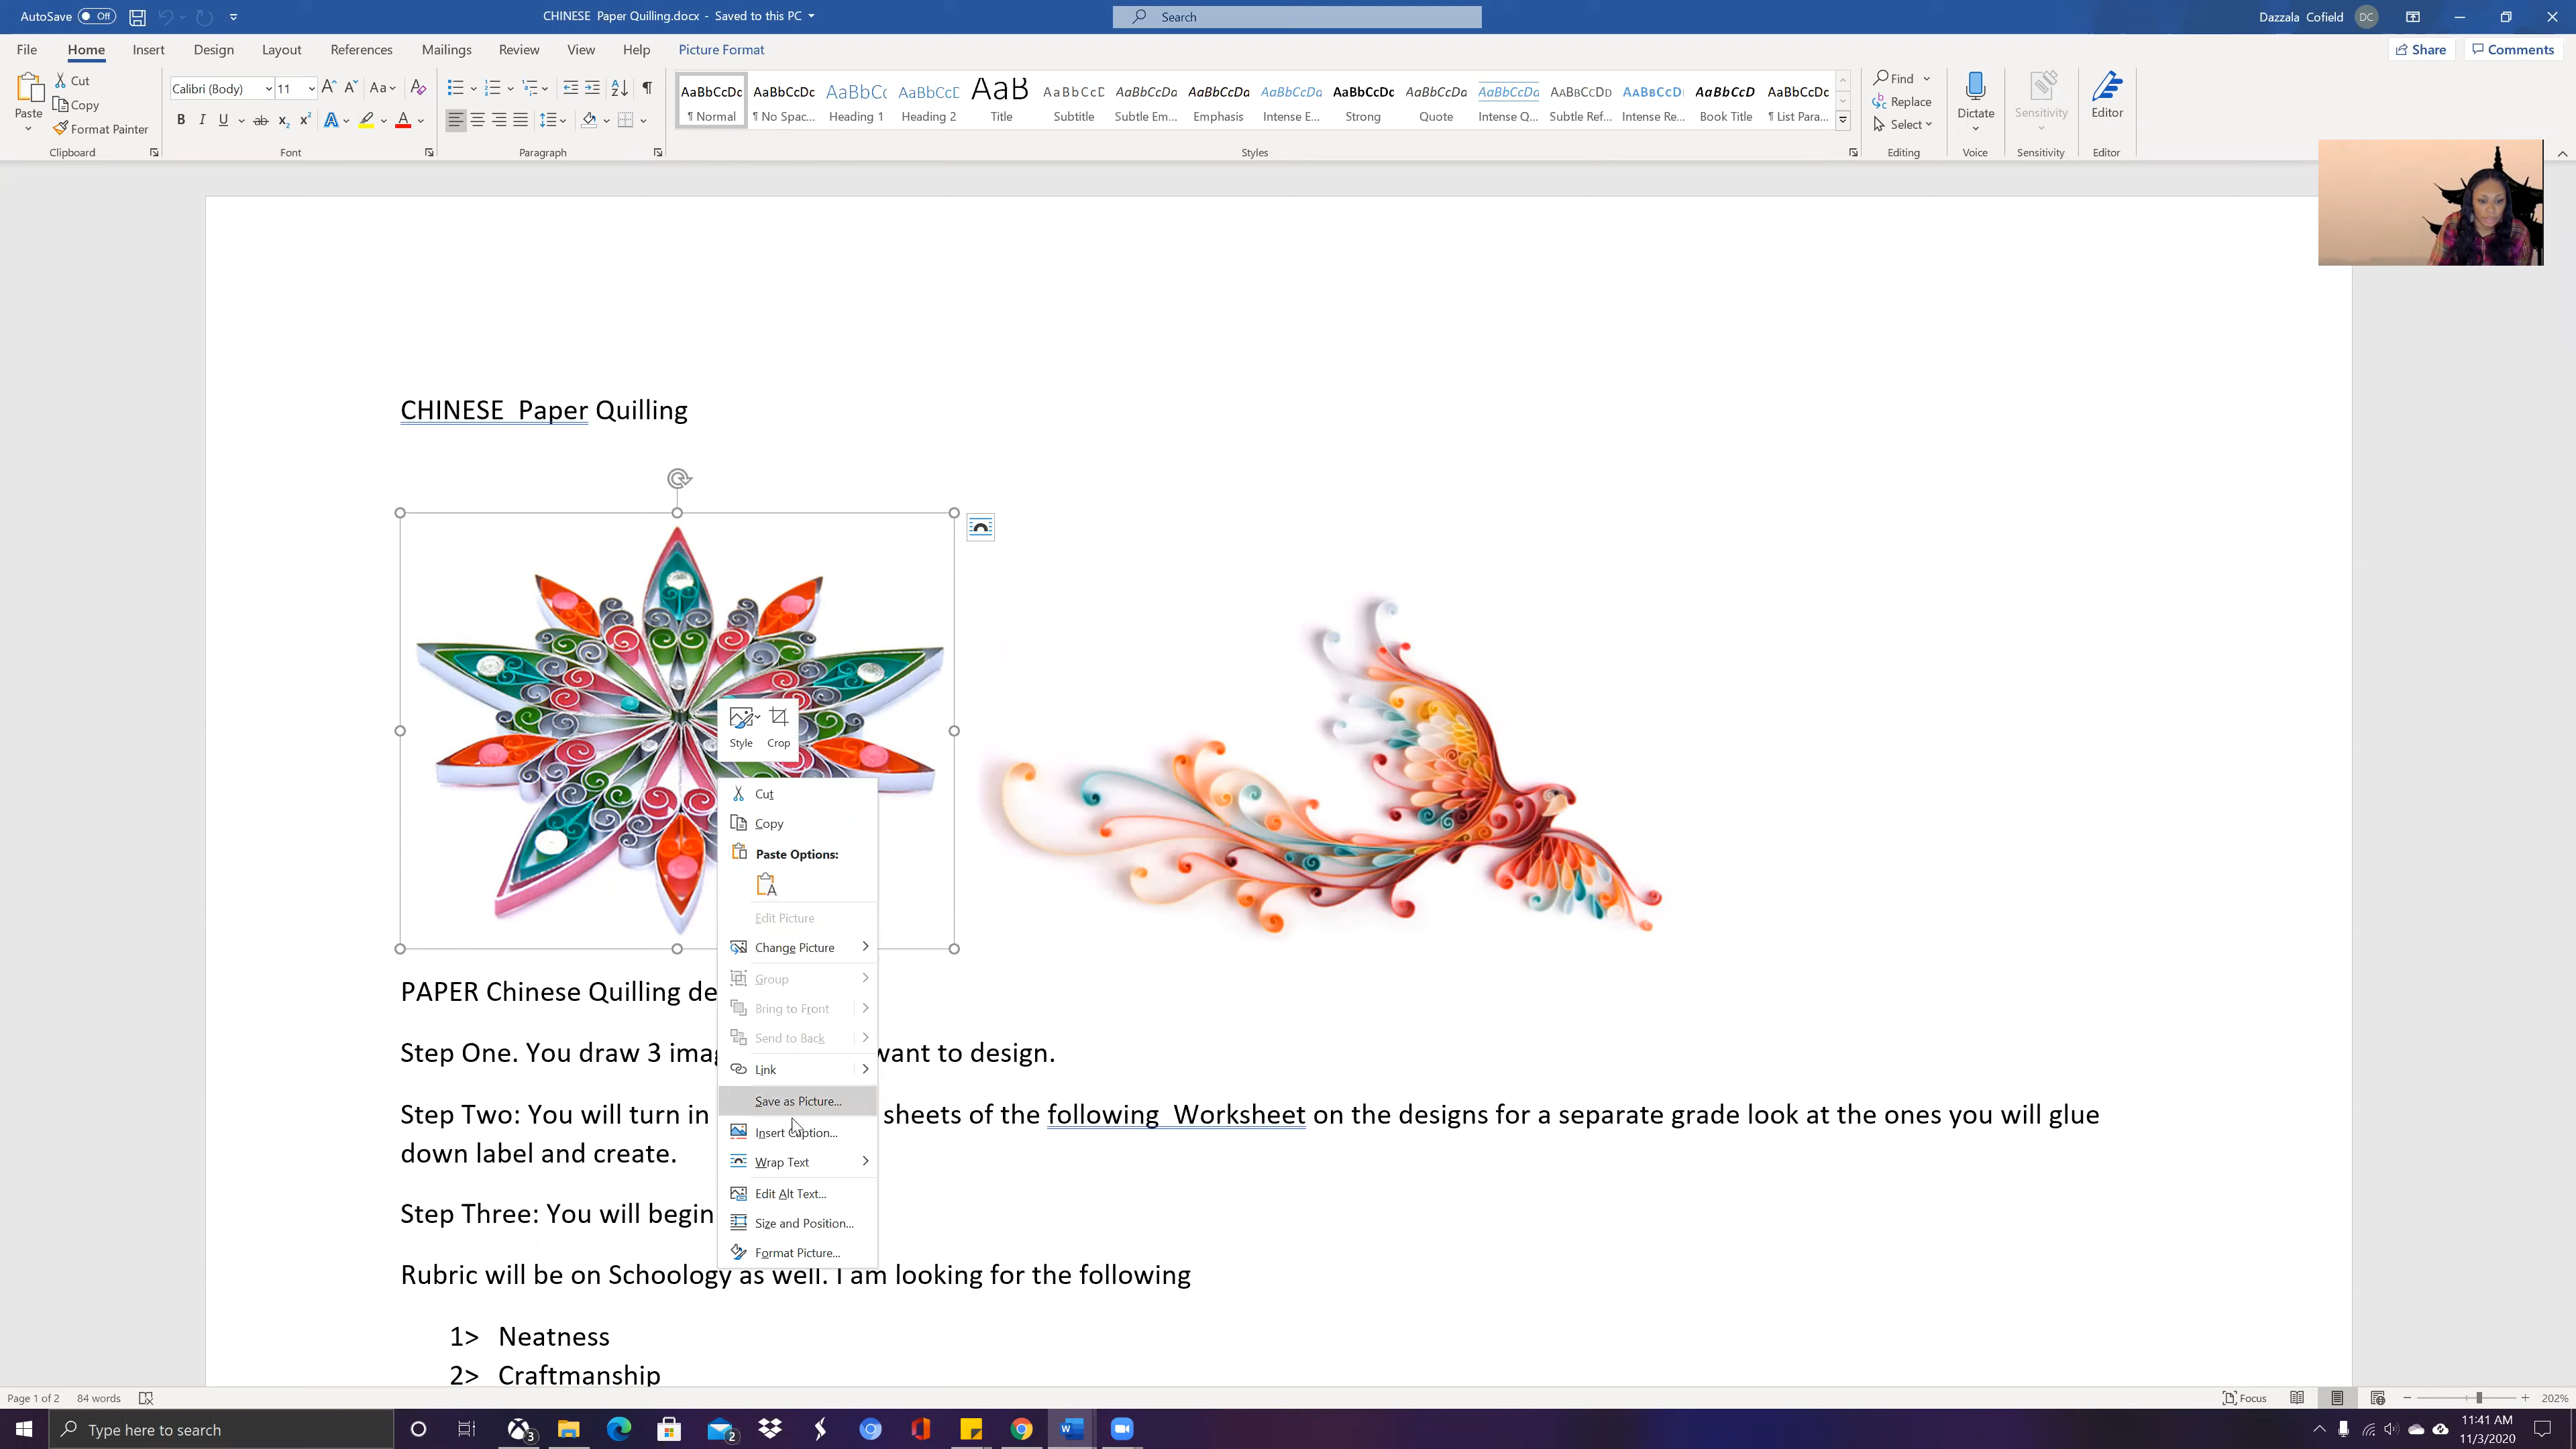 AutoSave Off CHINESE Paper Quilling.docx - Saved to this PC Search Dazzala Cofield DC
File Home Insert Design Layout References Mailings Review View Help Picture Format Share Comments
Paste Cut Copy Format Painter Clipboard
Calibri (Body) 11 Aa Font
Paragraph
AaBbCcDc AaBbCcDc AaBbCc AaBbCcD AaB AaBbCcD AaBbCcDa AaBbCcDa AaBbCcDa AaBbCcDc AaBbCcDa AaBbCcDa AaBbCcDd AaBbCcD AaBbCcD AaBbCcDc
¶ Normal ¶ No Spac... Heading 1 Heading 2 Title Subtitle Subtle Em... Emphasis Intense E... Strong Quote Intense Q... Subtle Ref... Intense Re... Book Title ¶ List Para...
Styles
Find Replace Select Editing
Dictate Voice
Sensitivity Sensitivity
Editor Editor
CHINESE  Paper Quilling
Style Crop
Cut
Copy
Paste Options:
Edit Picture
Change Picture
Group
Bring to Front
Send to Back
Link
Save as Picture...
Insert Caption...
Wrap Text
Edit Alt Text...
Size and Position...
Format Picture...
PAPER Chinese Quilling de
Step One. You draw 3 imag want to design.
Step Two: You will turn in sheets of the following  Worksheet on the designs for a separate grade look at the ones you will glue
down label and create.
Step Three: You will begin
Rubric will be on Schoology as well. I am looking for the following
1> Neatness
2> Craftmanship
Page 1 of 2 84 words Focus 202%
Type here to search 3 2 11:41 AM
11/3/2020